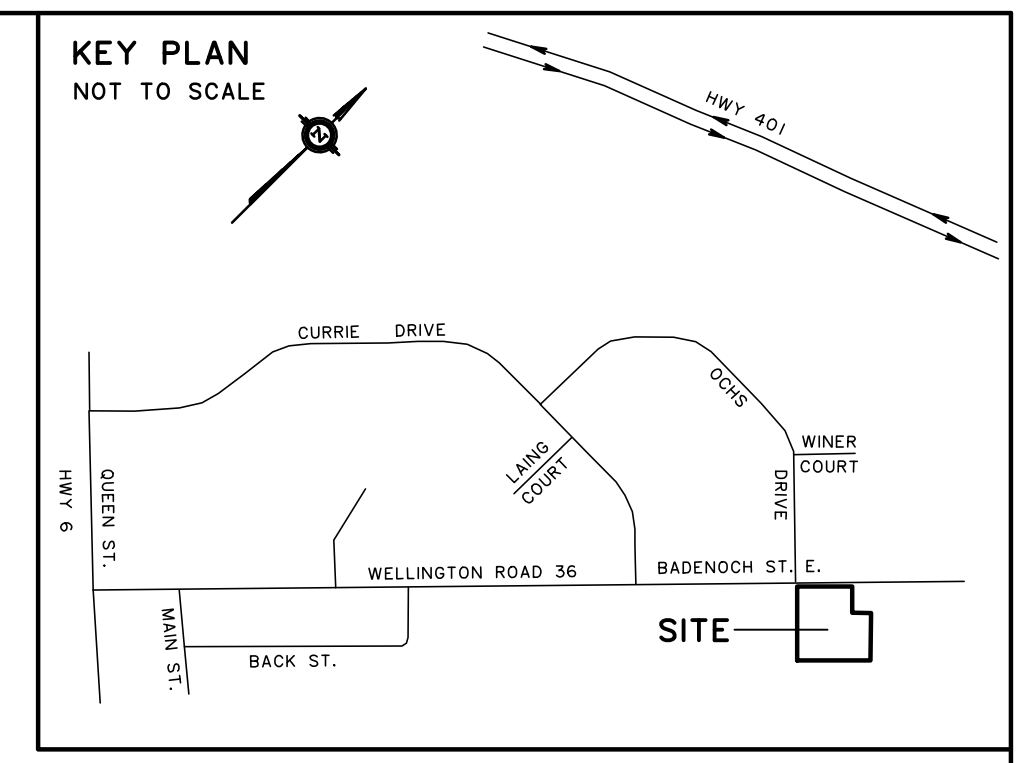 KEY PLAN
NOT TO SCALE
N
HWY 401
CURRIE DRIVE
OCHS
DRIVE
WINER
COURT
LAING
COURT
HWY 6
QUEEN ST.
WELLINGTON ROAD 36
BADENOCH ST. E.
MAIN ST.
BACK ST.
SITE